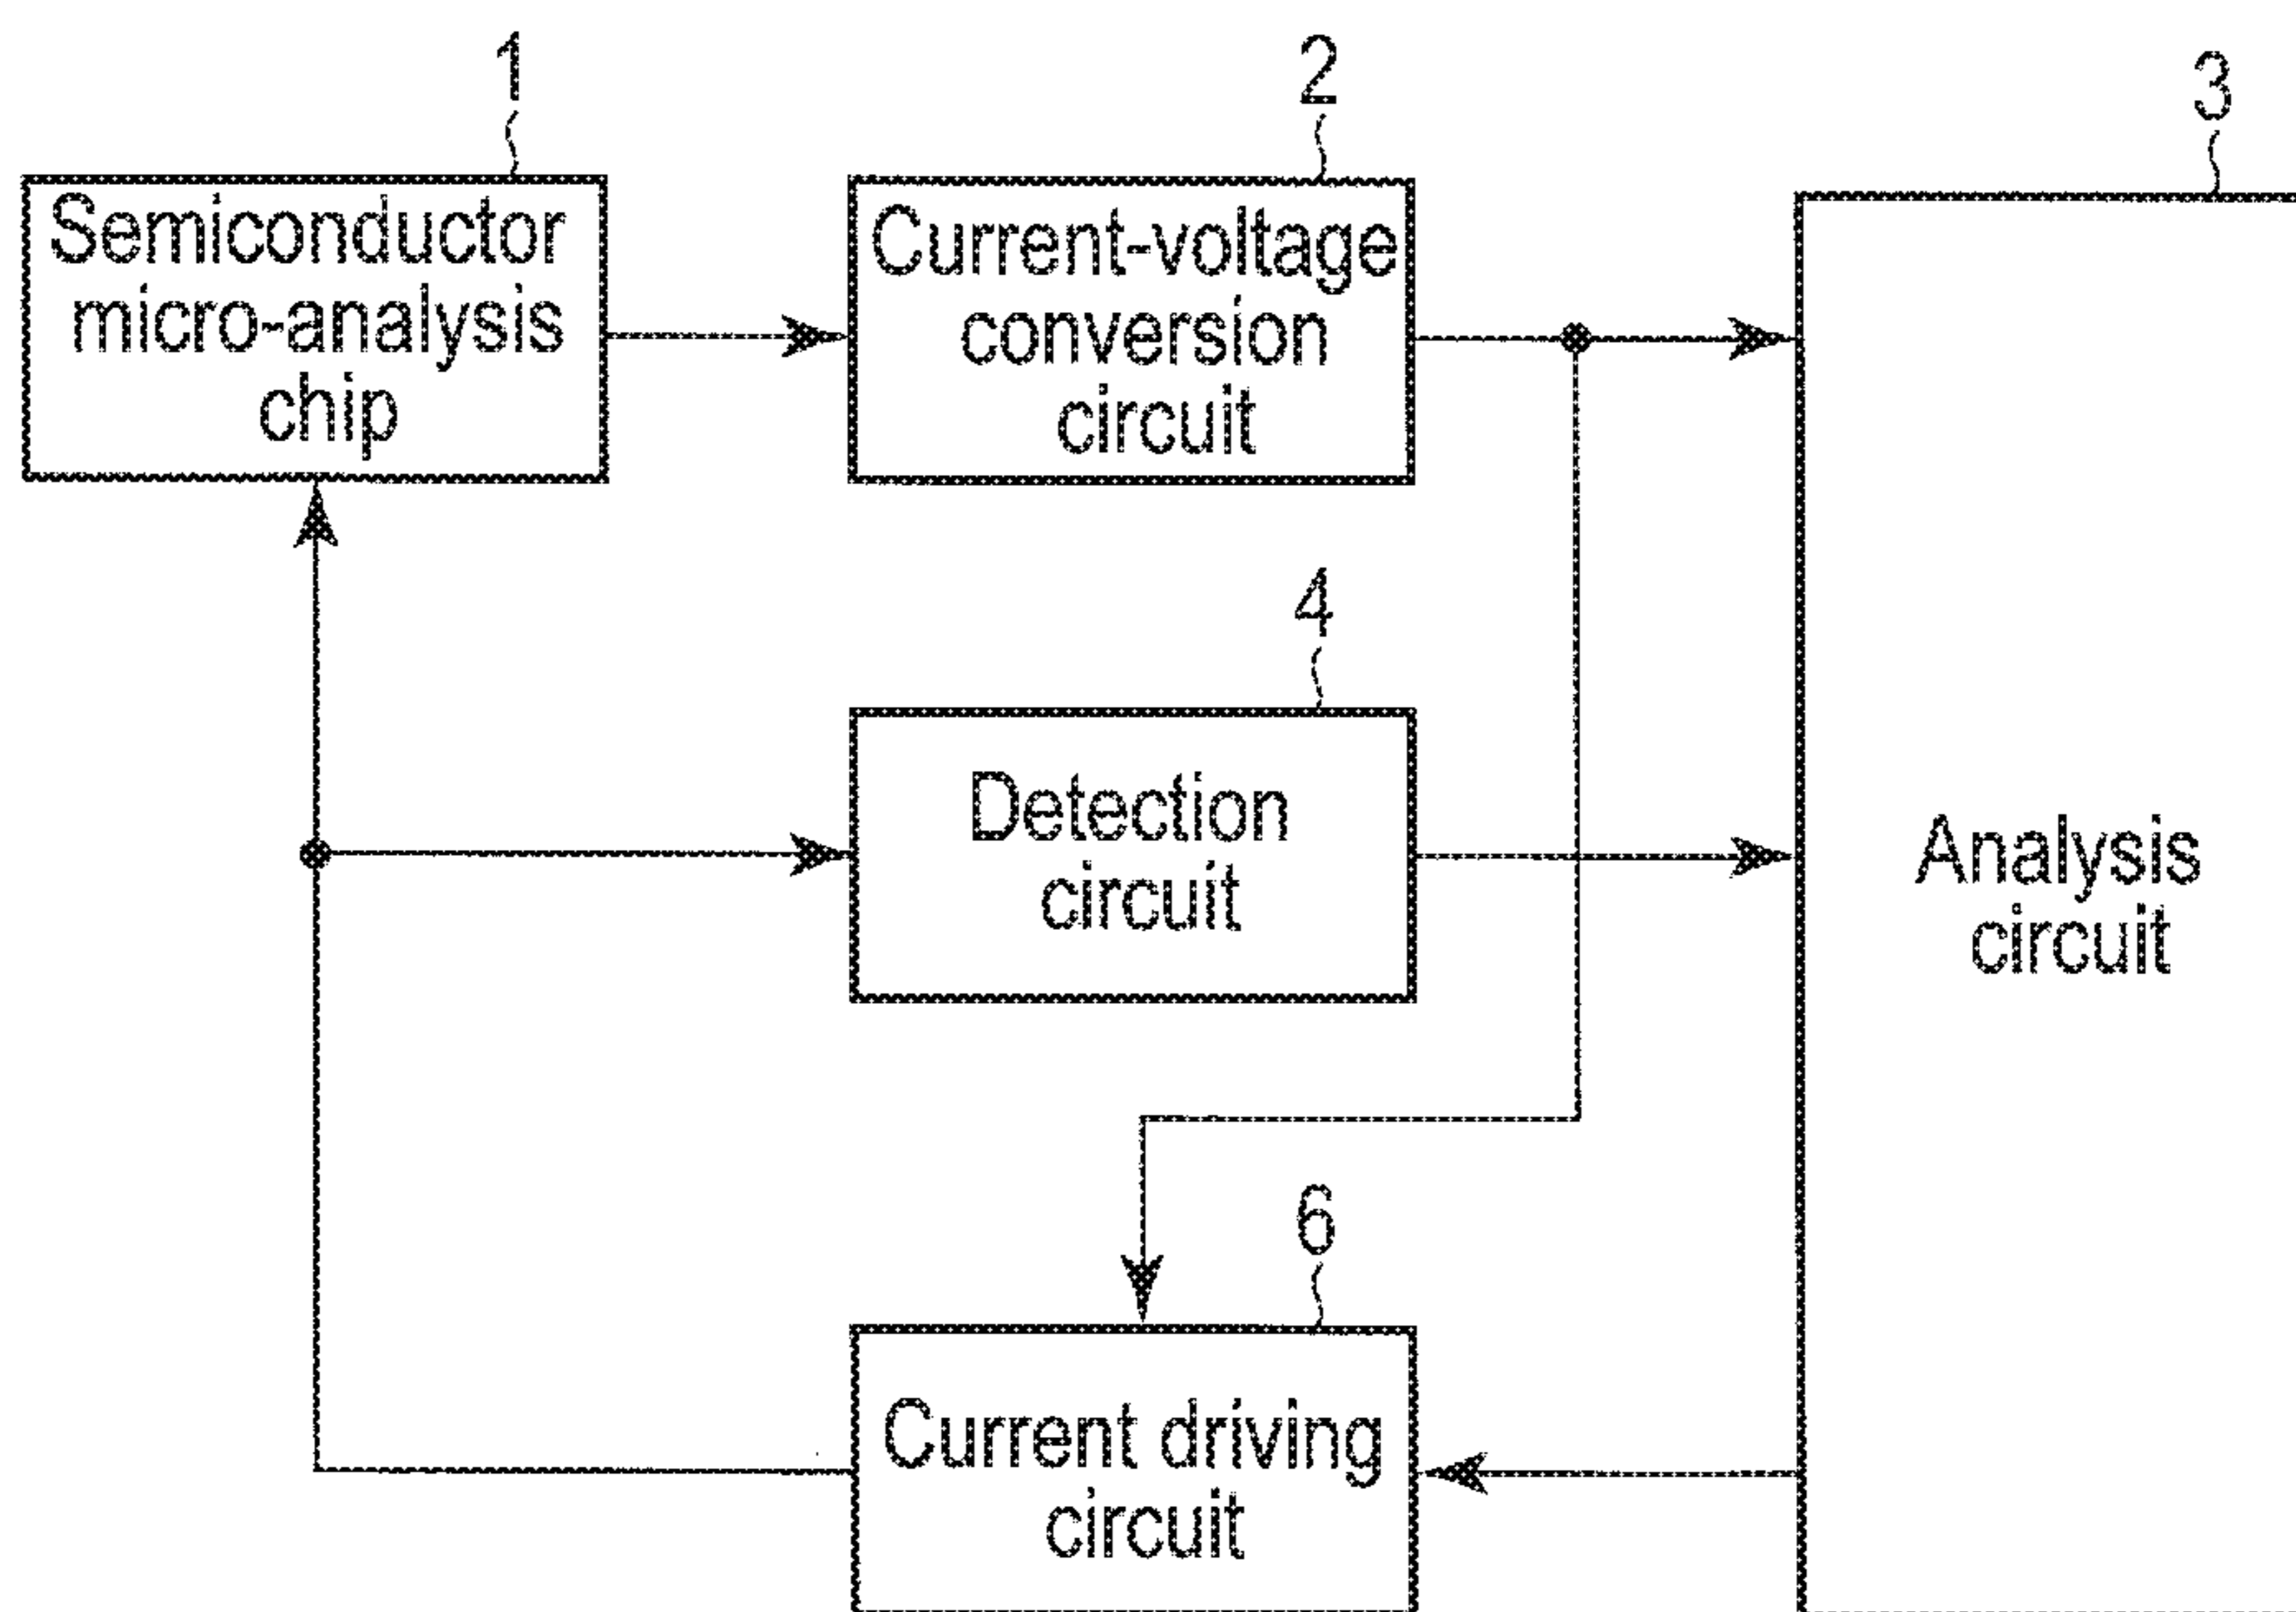 1
2
3
Semiconductor
micro-analysis
chip
Current-voltage
conversion
circuit
4
Detection
circuit
Analysis
circuit
6
Current driving
circuit